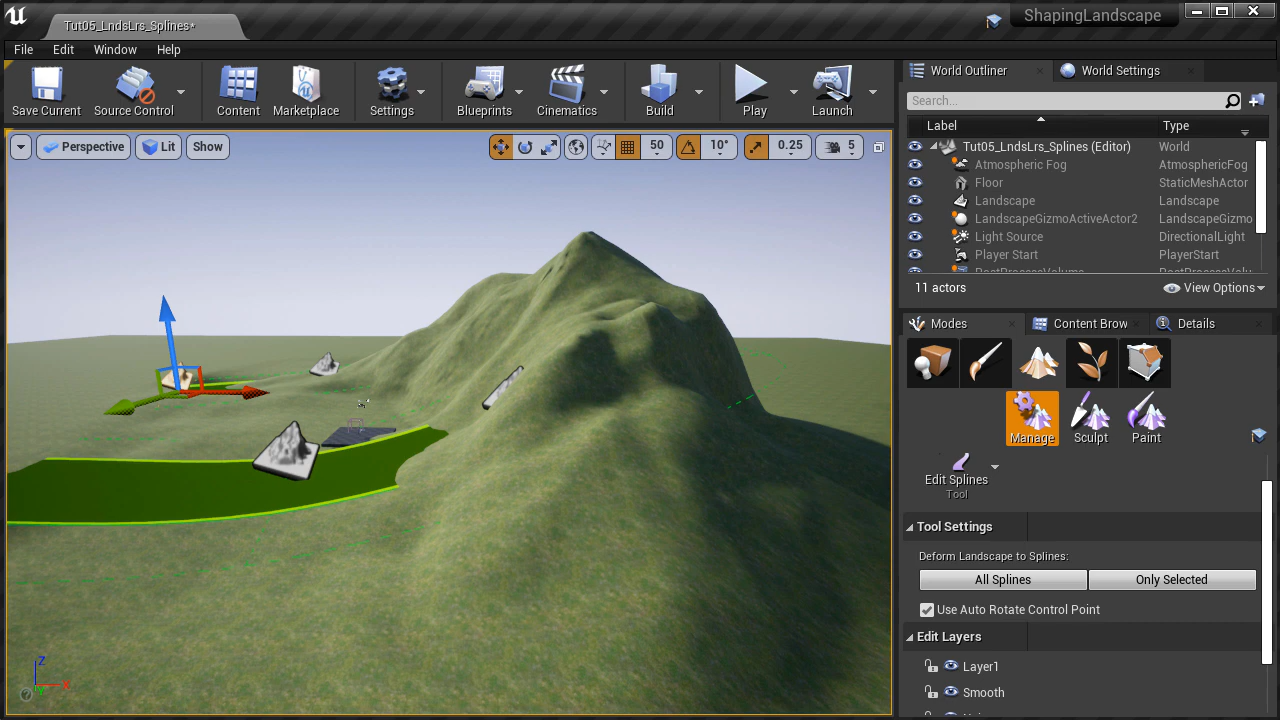 Tut05_LndsLrs_Splines*
ShapingLandscape
File Edit Window Help
Save Current Source Control Content Marketplace Settings Blueprints Cinematics Build Play Launch
Perspective Lit Show 50 10° 0.25 5
World Outliner World Settings
Search...
Label Type
Tut05_LndsLrs_Splines (Editor) World
Atmospheric Fog AtmosphericFog
Floor StaticMeshActor
Landscape Landscape
LandscapeGizmoActiveActor2 LandscapeGizmo
Light Source DirectionalLight
Player Start PlayerStart
11 actors View Options
Modes Content Brow Details
Manage Sculpt Paint
Edit Splines
Tool
Tool Settings
Deform Landscape to Splines:
All Splines Only Selected
Use Auto Rotate Control Point
Edit Layers
Layer1
Smooth
Z
X
Y